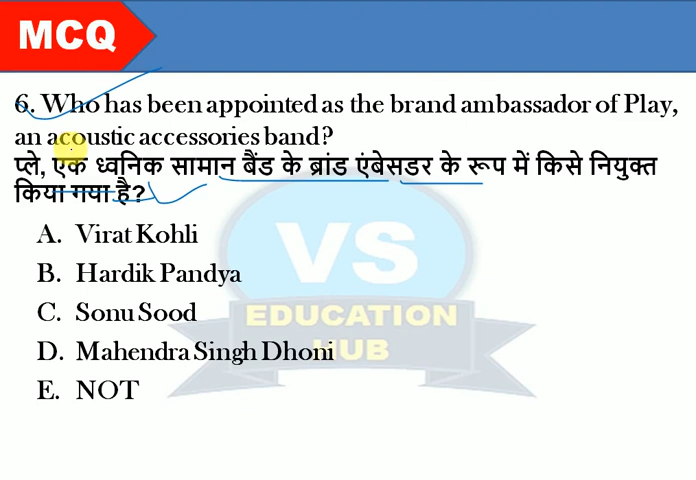 MCQ
6. Who has been appointed as the brand ambassador of Play,
an acoustic accessories band?
प्ले, एक ध्वनिक सामान बैंड के ब्रांड एंबेसडर के रूप में किसे नियुक्त
किया गया है?
A. Virat Kohli
B. Hardik Pandya
C. Sonu Sood
D. Mahendra Singh Dhoni
E. NOT
VS
EDUCATION
HUB